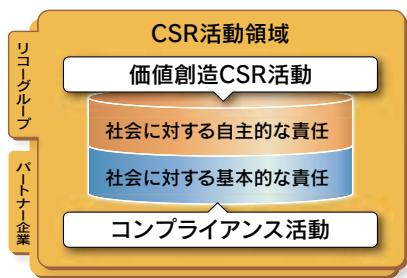 CSR活動領域
リコーグループ
パートナー企業
価値創造CSR活動
社会に対する自主的な責任
社会に対する基本的な責任
コンプライアンス活動